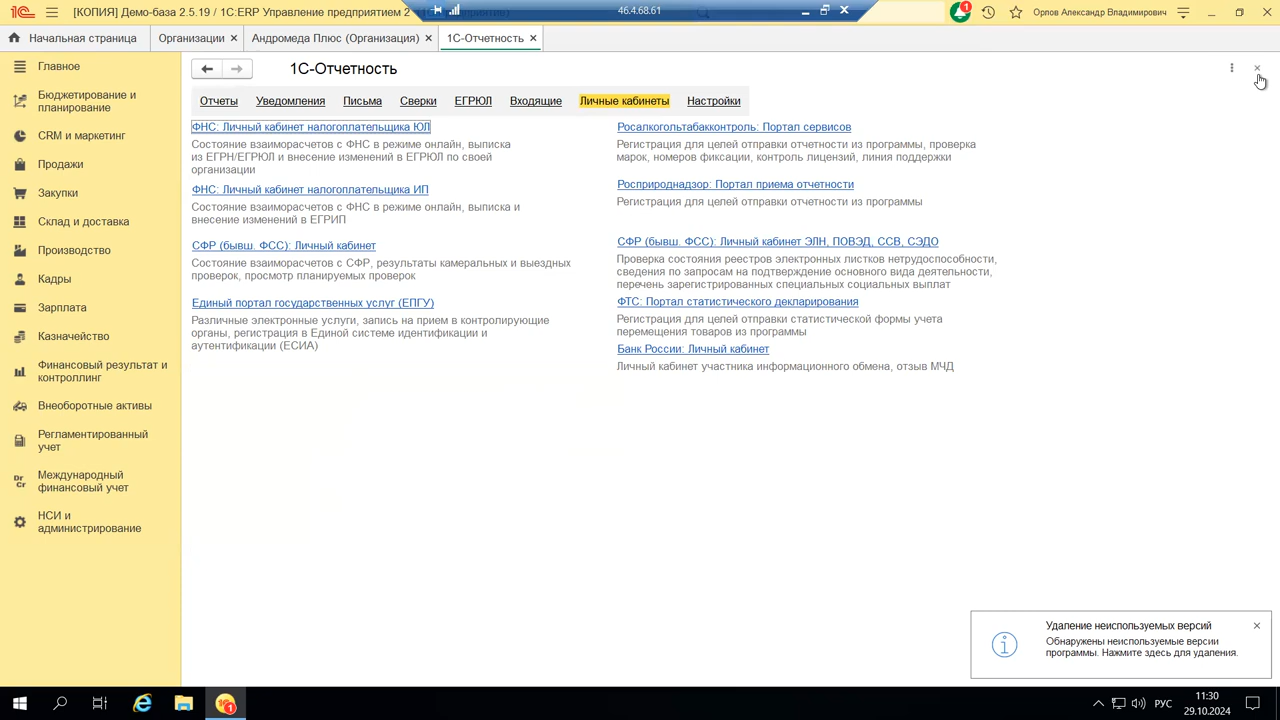 [КОПИЯ] Демо-база 2.5.19 / 1С:ERP Управление предприятием 2
46.4.68.61
1
Орлов Александр Владимирович
Начальная страница
Организации
Андромеда Плюс (Организация)
1С-Отчетность
Главное
Бюджетирование и
планирование
CRM и маркетинг
Продажи
Закупки
Склад и доставка
Производство
Кадры
Зарплата
Казначейство
Финансовый результат и
контроллинг
Внеоборотные активы
Регламентированный
учет
Dr
Cr
Международный
финансовый учет
НСИ и
администрирование
1С-Отчетность
Отчеты
Уведомления
Письма
Сверки
ЕГРЮЛ
Входящие
Личные кабинеты
Настройки
ФНС: Личный кабинет налогоплательщика ЮЛ
Состояние взаиморасчетов с ФНС в режиме онлайн, выписка
из ЕГРН/ЕГРЮЛ и внесение изменений в ЕГРЮЛ по своей
организации
ФНС: Личный кабинет налогоплательщика ИП
Состояние взаиморасчетов с ФНС в режиме онлайн, выписка и
внесение изменений в ЕГРИП
СФР (бывш. ФСС): Личный кабинет
Состояние взаиморасчетов с СФР, результаты камеральных и выездных
проверок, просмотр планируемых проверок
Единый портал государственных услуг (ЕПГУ)
Различные электронные услуги, запись на прием в контролирующие
органы, регистрация в Единой системе идентификации и
аутентификации (ЕСИА)
Росалкогольтабакконтроль: Портал сервисов
Регистрация для целей отправки отчетности из программы, проверка
марок, номеров фиксации, контроль лицензий, линия поддержки
Росприроднадзор: Портал приема отчетности
Регистрация для целей отправки отчетности из программы
СФР (бывш. ФСС): Личный кабинет ЭЛН, ПОВЭД, ССВ, СЭДО
Проверка состояния реестров электронных листков нетрудоспособности,
сведения по запросам на подтверждение основного вида деятельности,
перечень зарегистрированных специальных социальных выплат
ФТС: Портал статистического декларирования
Регистрация для целей отправки статистической формы учета
перемещения товаров из программы
Банк России: Личный кабинет
Личный кабинет участника информационного обмена, отзыв МЧД
Удаление неиспользуемых версий
Обнаружены неиспользуемые версии
программы. Нажмите здесь для удаления.
1
РУС
11:30
29.10.2024